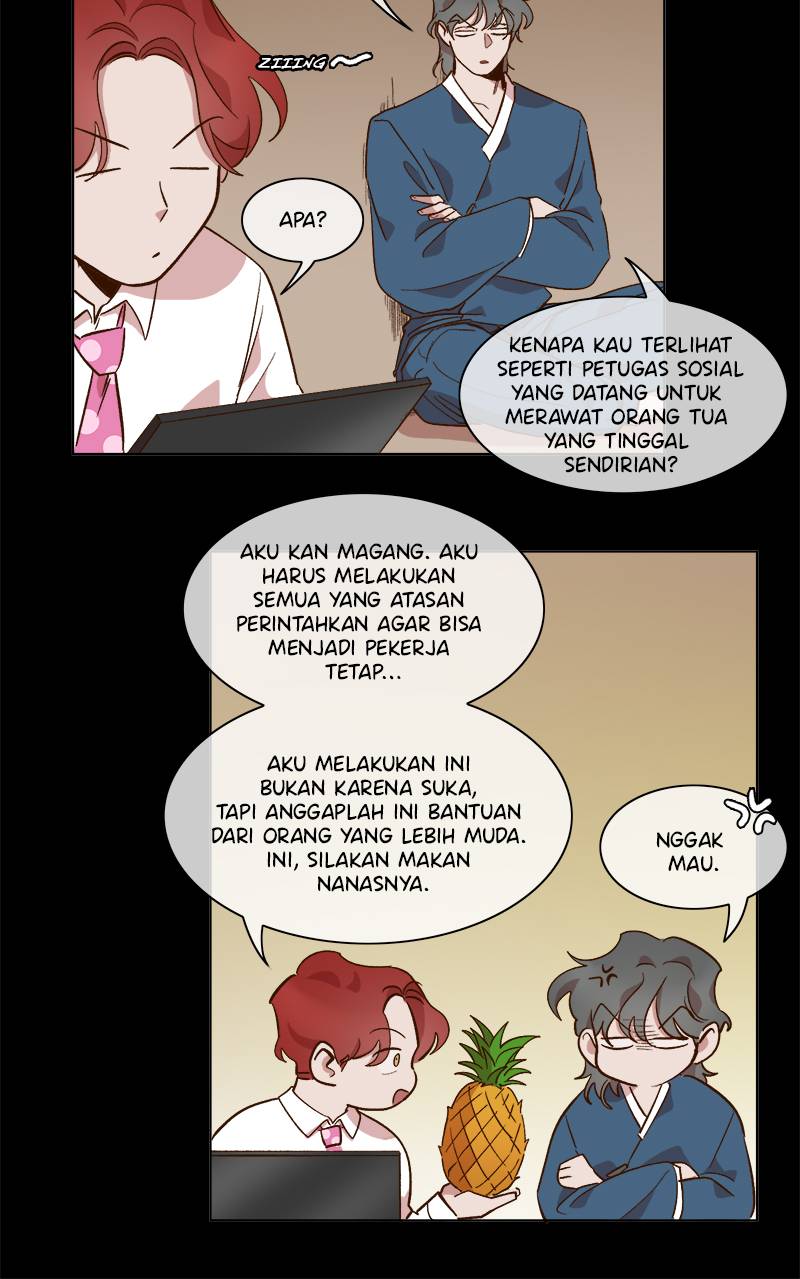 ZIIING~
APA?
KENAPA KAU TERLIHAT
SEPERTI PETUGAS SOSIAL
YANG DATANG UNTUK
MERAWAT ORANG TUA
YANG TINGGAL
SENDIRIAN?
AKU KAN MAGANG. AKU
HARUS MELAKUKAN
SEMUA YANG ATASAN
PERINTAHKAN AGAR BISA
MENJADI PEKERJA
TETAP...
AKU MELAKUKAN INI
BUKAN KARENA SUKA,
TAPI ANGGAPLAH INI BANTUAN
DARI ORANG YANG LEBIH MUDA.
INI, SILAKAN MAKAN
NANASNYA.
NGGAK
MAU.